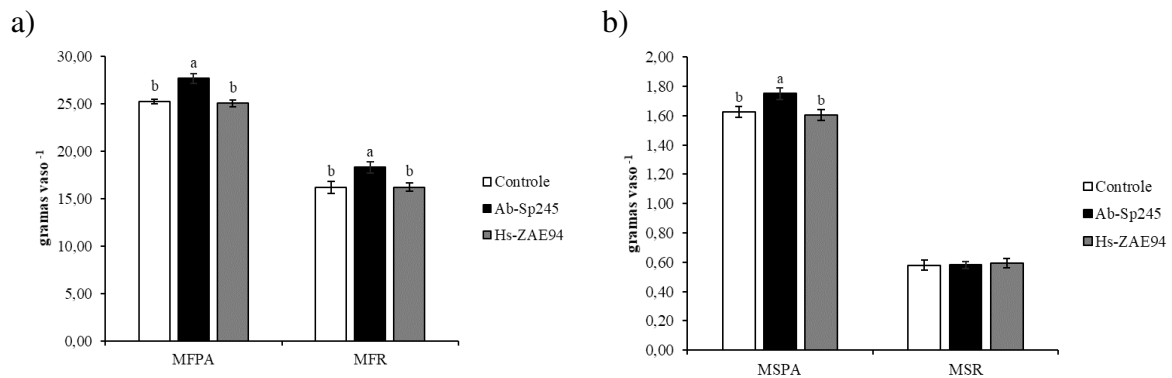 a)
30,00
25,00
20,00
15,00
10,00
5,00
0,00
gramas vaso -1
b a b
b a b
MFPA MFR
Controle
Ab-Sp245
Hs-ZAE94
b)
2,00
1,80
1,60
1,40
1,20
1,00
0,80
0,60
0,40
0,20
0,00
gramas vaso -1
b a b
MSPA MSR
Controle
Ab-Sp245
Hs-ZAE94